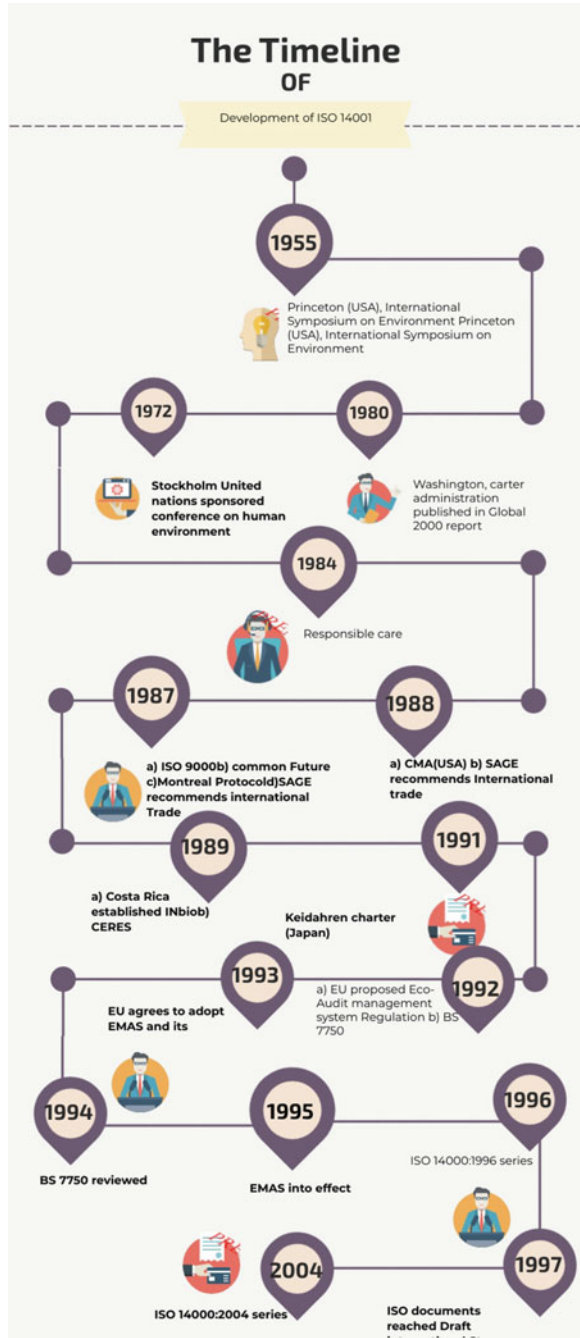 The Timeline
OF
Development of ISO 14001
1955
Princeton (USA), International
Symposium on Environment Princeton
(USA), International Symposium on
Environment
1972
1980
Stockholm United
nations sponsored
conference on human
environment
Washington, carter
administration
published in Global
2000 report
1984
Responsible care
1987
1988
a) ISO 9000b) common Future
c)Montreal Protocold)SAGE
recommends international
Trade
a) CMA(USA) b) SAGE
recommends International
trade
1989
1991
a) Costa Rica
established INbiob)
CERES
Keidahren charter
(Japan)
1993
1992
EU agrees to adopt
EMAS and its
a) EU proposed Eco-
Audit management
system Regulation b) BS
7750
1994
1995
1996
BS 7750 reviewed
EMAS into effect
ISO 14000:1996 series
2004
1997
ISO 14000:2004 series
ISO documents
reached Draft